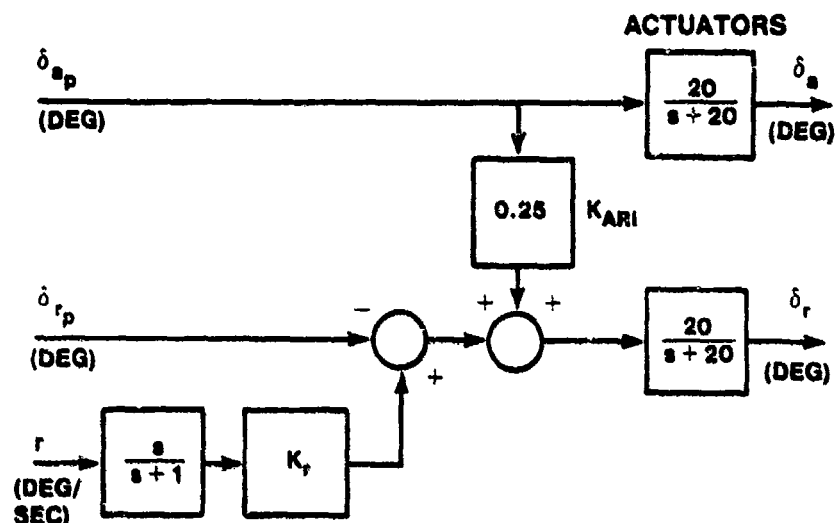 ACTUATORS
δap
(DEG)
20
s + 20
δa
(DEG)
0.25
KARI
δrp
(DEG)
−
+
+
+
20
s + 20
δr
(DEG)
r
(DEG/
SEC)
s
s + 1
Kr